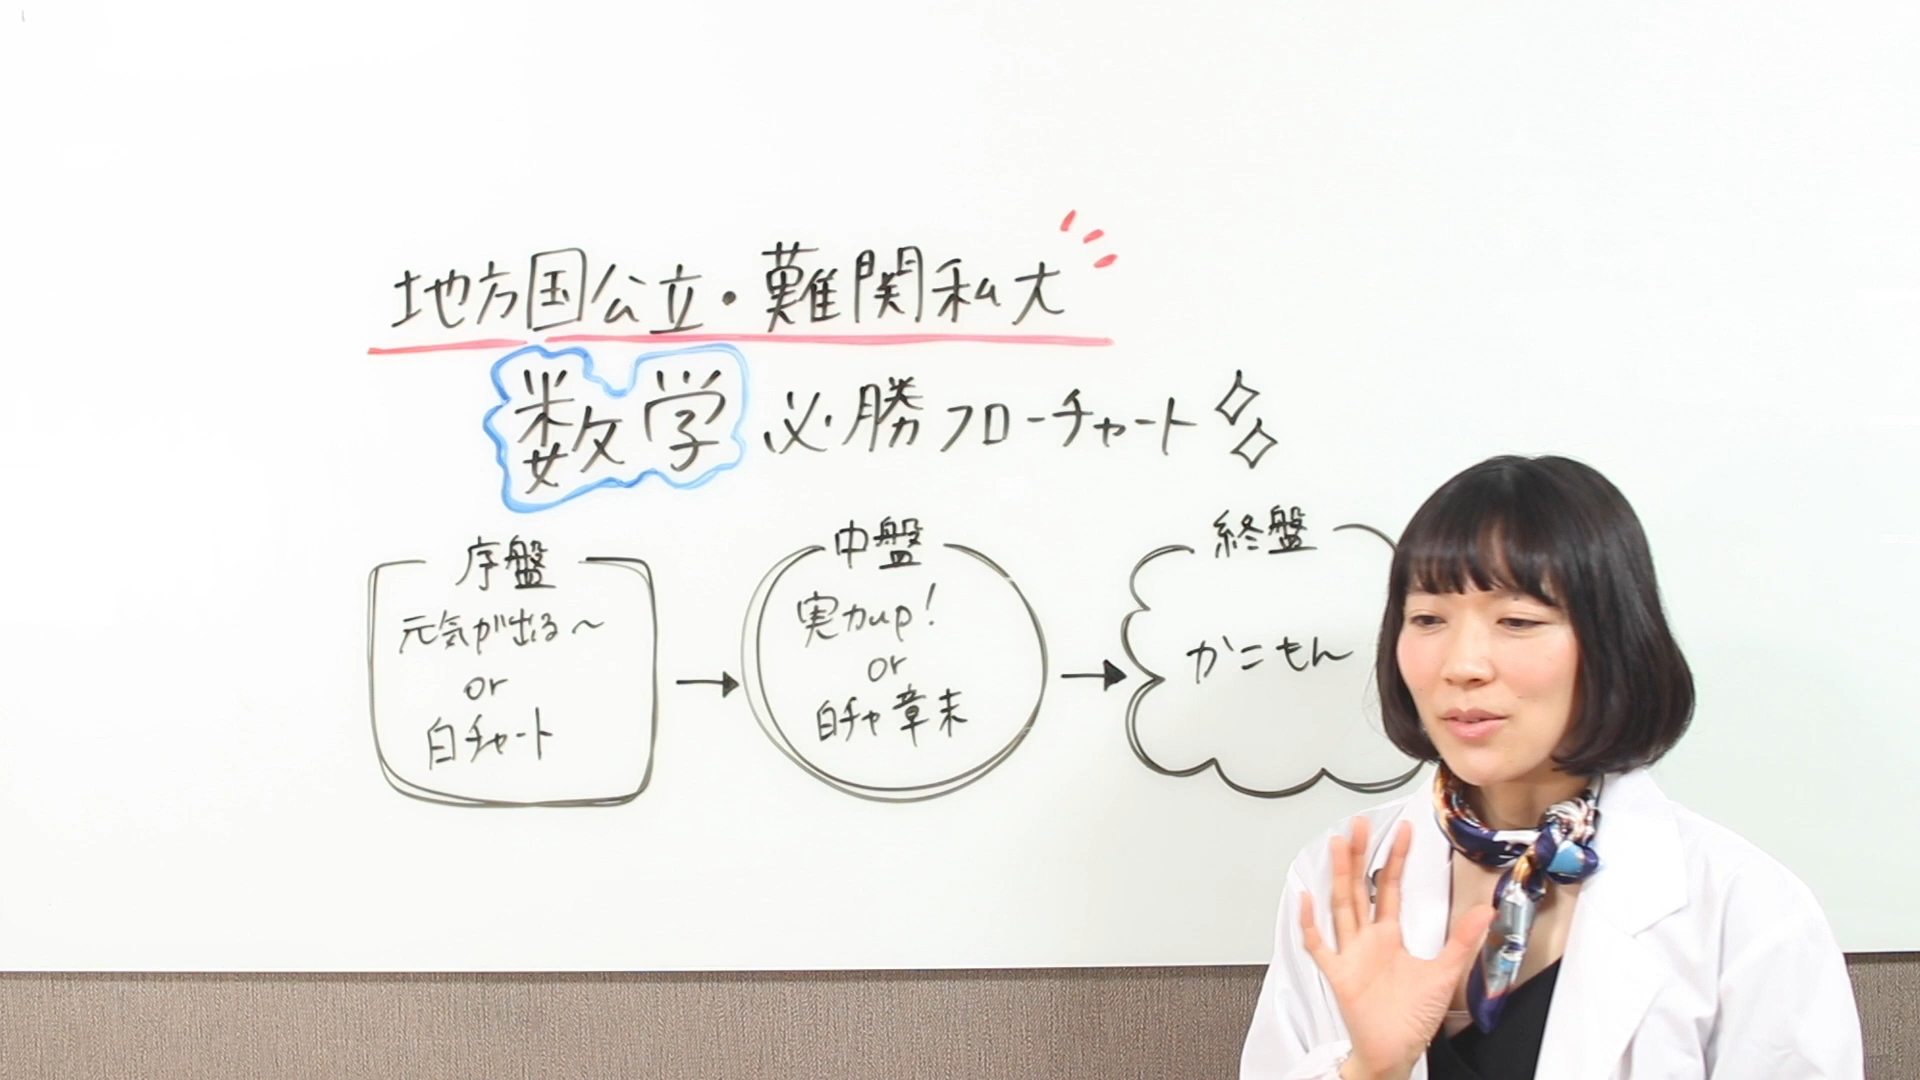 地方国公立・難関私大
数学必勝フローチャート
序盤
元気が出る～
or
白チャート
中盤
実力up!
or
白チャ章末
終盤
かこもん